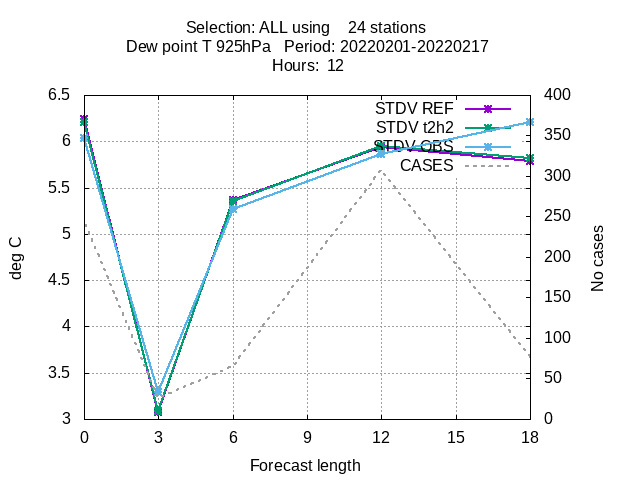 Selection: ALL using    24 stations
Dew point T 925hPa   Period: 20220201-20220217
Hours:  12
STDV REF
STDV t2h2
STDV OBS
CASES
6.5
6
5.5
5
4.5
4
3.5
3
400
350
300
250
200
150
100
50
0
deg C
No cases
0 3 6 9 12 15 18
Forecast length